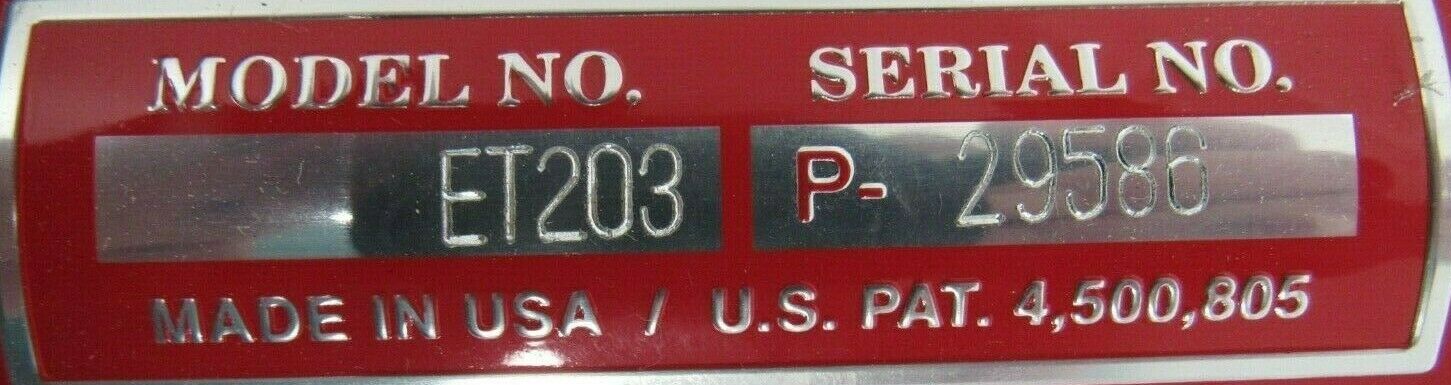 MODEL NO. SERIAL NO.
ET203 P- 29586
MADE IN USA / U.S. PAT. 4,500,805